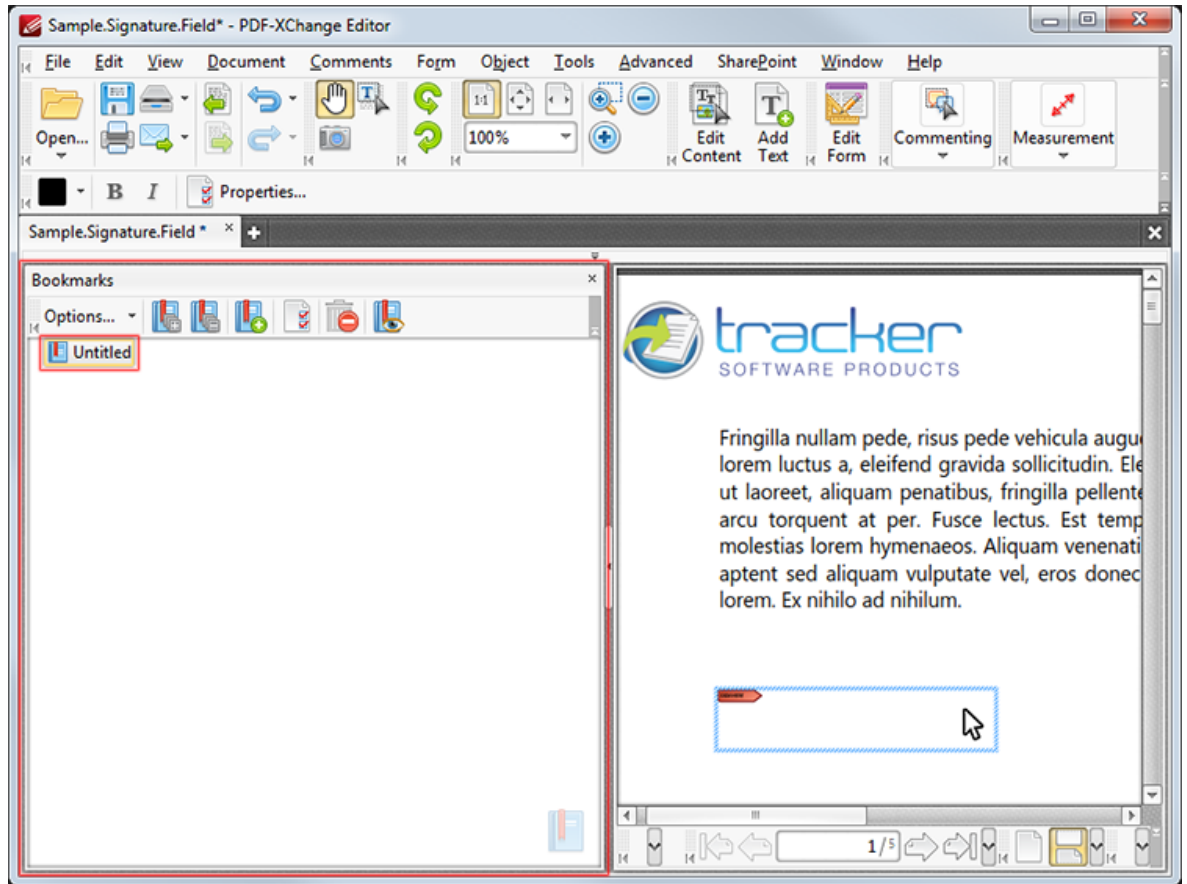 Sample.Signature.Field* - PDF-XChange Editor
File Edit View Document Comments Form Object Tools Advanced SharePoint Window Help
Open...
1:1
100%
Edit Content
Add Text
Edit Form
Commenting
Measurement
B I Properties...
Sample.Signature.Field *
Bookmarks
Options...
Untitled
tracker
SOFTWARE PRODUCTS
Fringilla nullam pede, risus pede vehicula augu
lorem luctus a, eleifend gravida sollicitudin. Ele
ut laoreet, aliquam penatibus, fringilla pellente
arcu torquent at per. Fusce lectus. Est temp
molestias lorem hymenaeos. Aliquam venenati
aptent sed aliquam vulputate vel, eros donec
lorem. Ex nihilo ad nihilum.
1/5